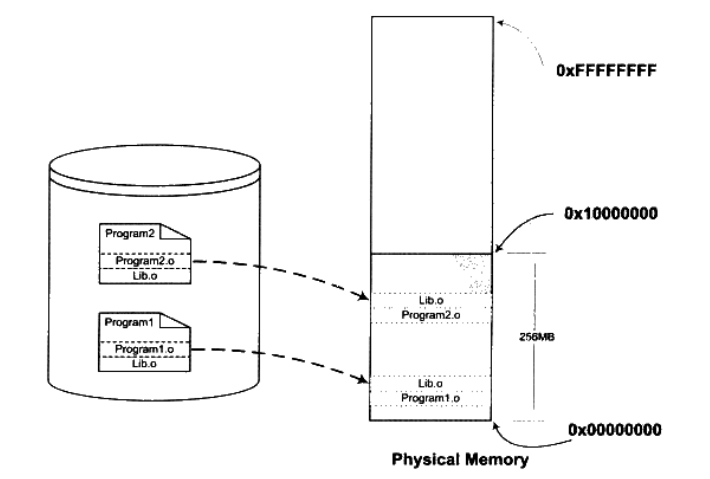 Program2
Program2.o
Lib.o
Program1
Program1.o
Lib.o
0xFFFFFFFF
0x10000000
Lib.o
Program2.o
256MB
Lib.o
Program1.o
0x00000000
Physical Memory